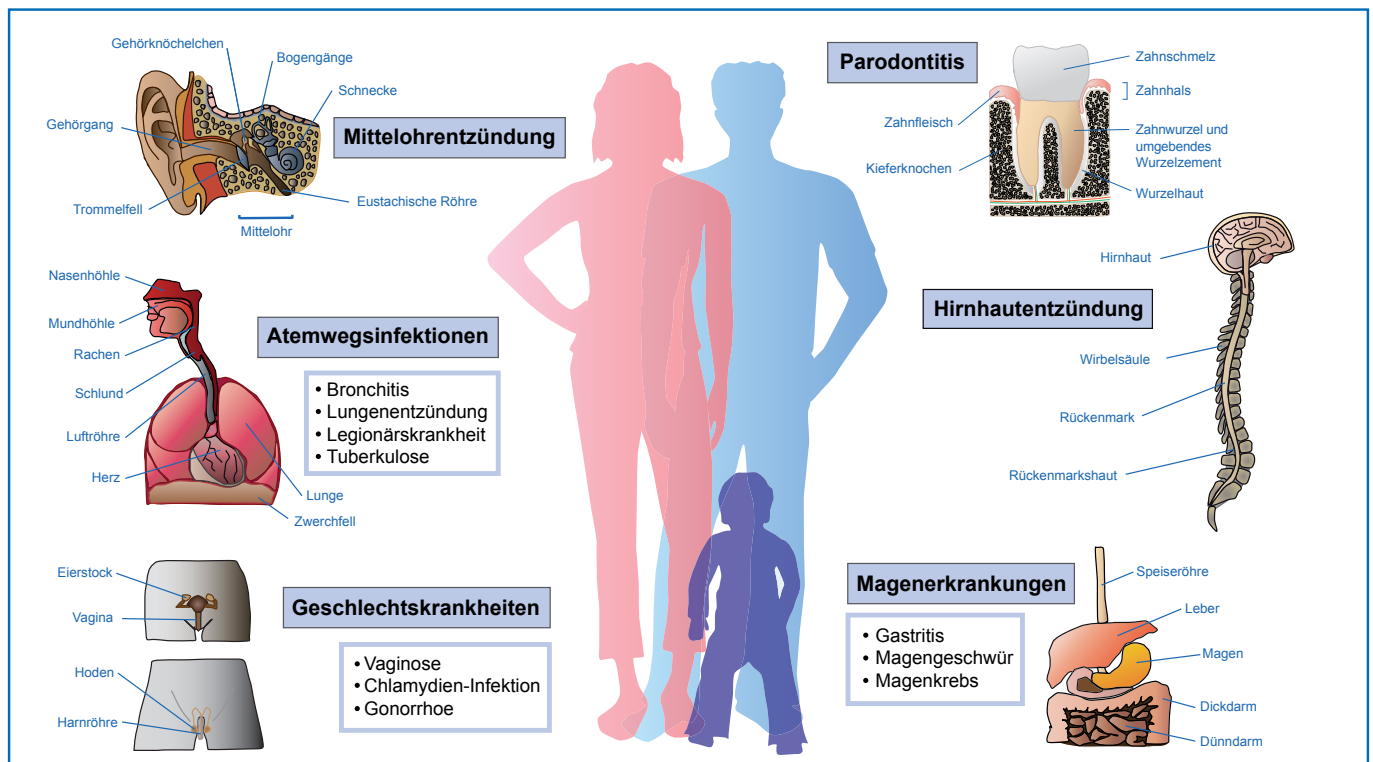 Gehörknöchelchen
Bogengänge
Schnecke
Gehörgang
Mittelohrentzündung
Trommelfell
Eustachische Röhre
Mittelohr
Parodontitis
Zahnschmelz
Zahnhals
Zahnfleisch
Zahnwurzel und
umgebendes
Wurzelzement
Kieferknochen
Wurzelhaut
Nasenhöhle
Mundhöhle
Rachen
Schlund
Luftröhre
Herz
Lunge
Zwerchfell
Atemwegsinfektionen
• Bronchitis
• Lungenentzündung
• Legionärskrankheit
• Tuberkulose
Hirnhaut
Hirnhautentzündung
Wirbelsäule
Rückenmark
Rückenmarkshaut
Eierstock
Vagina
Hoden
Harnröhre
Geschlechtskrankheiten
• Vaginose
• Chlamydien-Infektion
• Gonorrhoe
Magenerkrankungen
• Gastritis
• Magengeschwür
• Magenkrebs
Speiseröhre
Leber
Magen
Dickdarm
Dünndarm